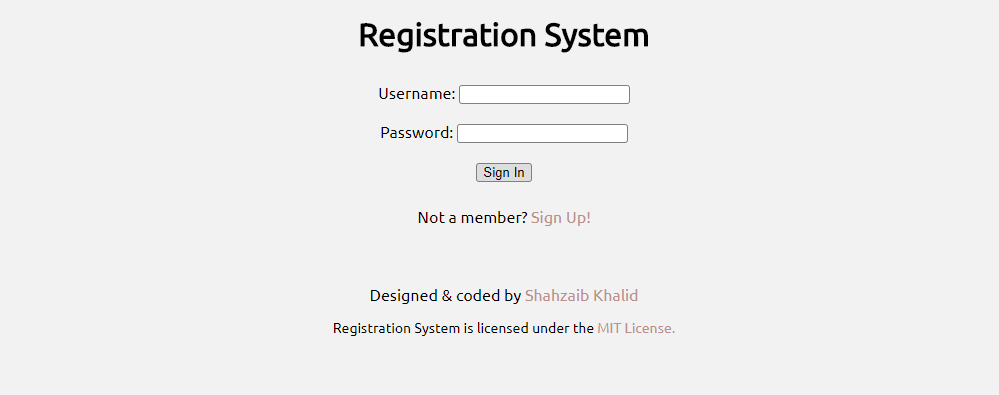 Registration System
Username:
Password:
Sign In
Not a member? Sign Up!
Designed & coded by Shahzaib Khalid
Registration System is licensed under the MIT License.